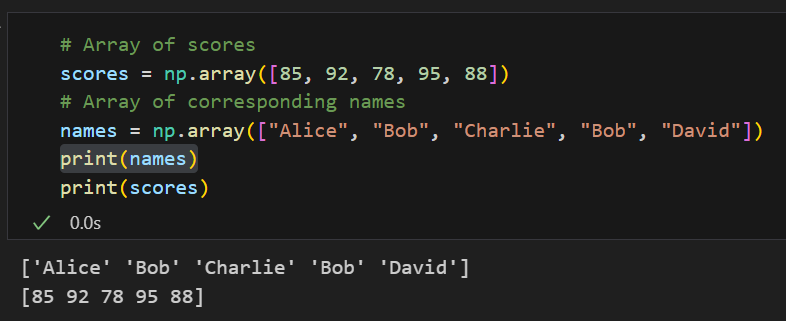 # Array of scores
scores = np.array([85, 92, 78, 95, 88])
# Array of corresponding names
names = np.array(["Alice", "Bob", "Charlie", "Bob", "David"])
print(names)
print(scores)
0.0s
['Alice' 'Bob' 'Charlie' 'Bob' 'David']
[85 92 78 95 88]